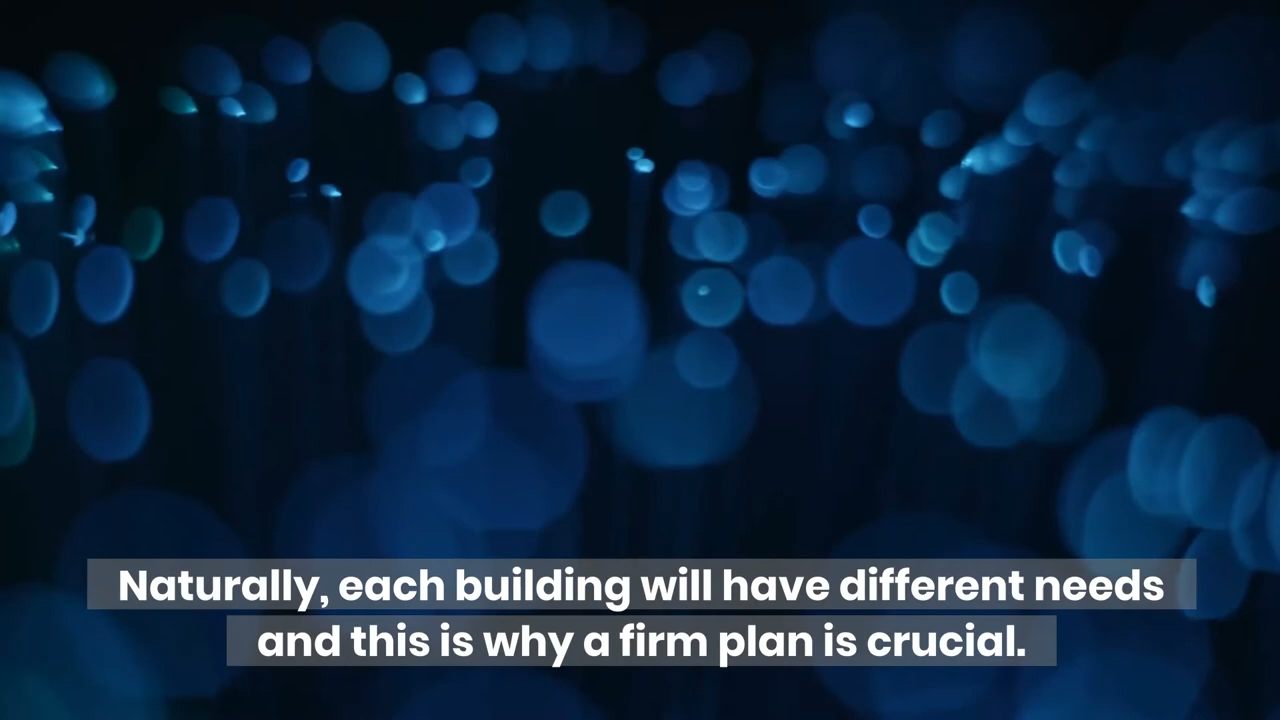 Naturally, each building will have different needs
and this is why a firm plan is crucial.